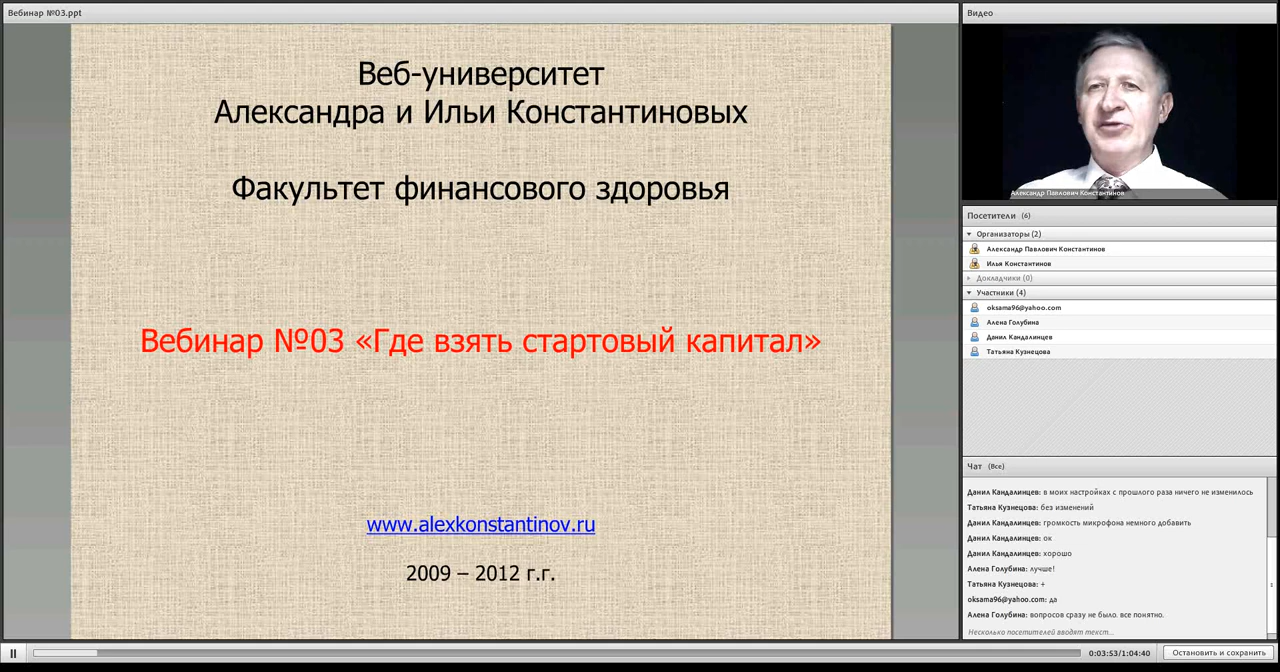 Вебинар №03.ppt
Веб-университет
Александра и Ильи Константиновых
Факультет финансового здоровья
Вебинар №03 «Где взять стартовый капитал»
www.alexkonstantinov.ru
2009 – 2012 г.г.
Видео
Александр Павлович Константинов
Посетители (6)
Организаторы (2)
Александр Павлович Константинов
Илья Константинов
Докладчики (0)
Участники (4)
oksama96@yahoo.com
Алена Голубина
Данил Кандалинцев
Татьяна Кузнецова
Чат (Все)
Данил Кандалинцев: в моих настройках с прошлого раза ничего не изменилось
Татьяна Кузнецова: без изменений
Данил Кандалинцев: громкость микрофона немного добавить
Данил Кандалинцев: ок
Данил Кандалинцев: хорошо
Алена Голубина: лучше!
Татьяна Кузнецова: +
oksama96@yahoo.com: да
Алена Голубина: вопросов сразу не было. все понятно.
Несколько посетителей вводят текст...
0:03:53/1:04:40
Остановить и сохранить